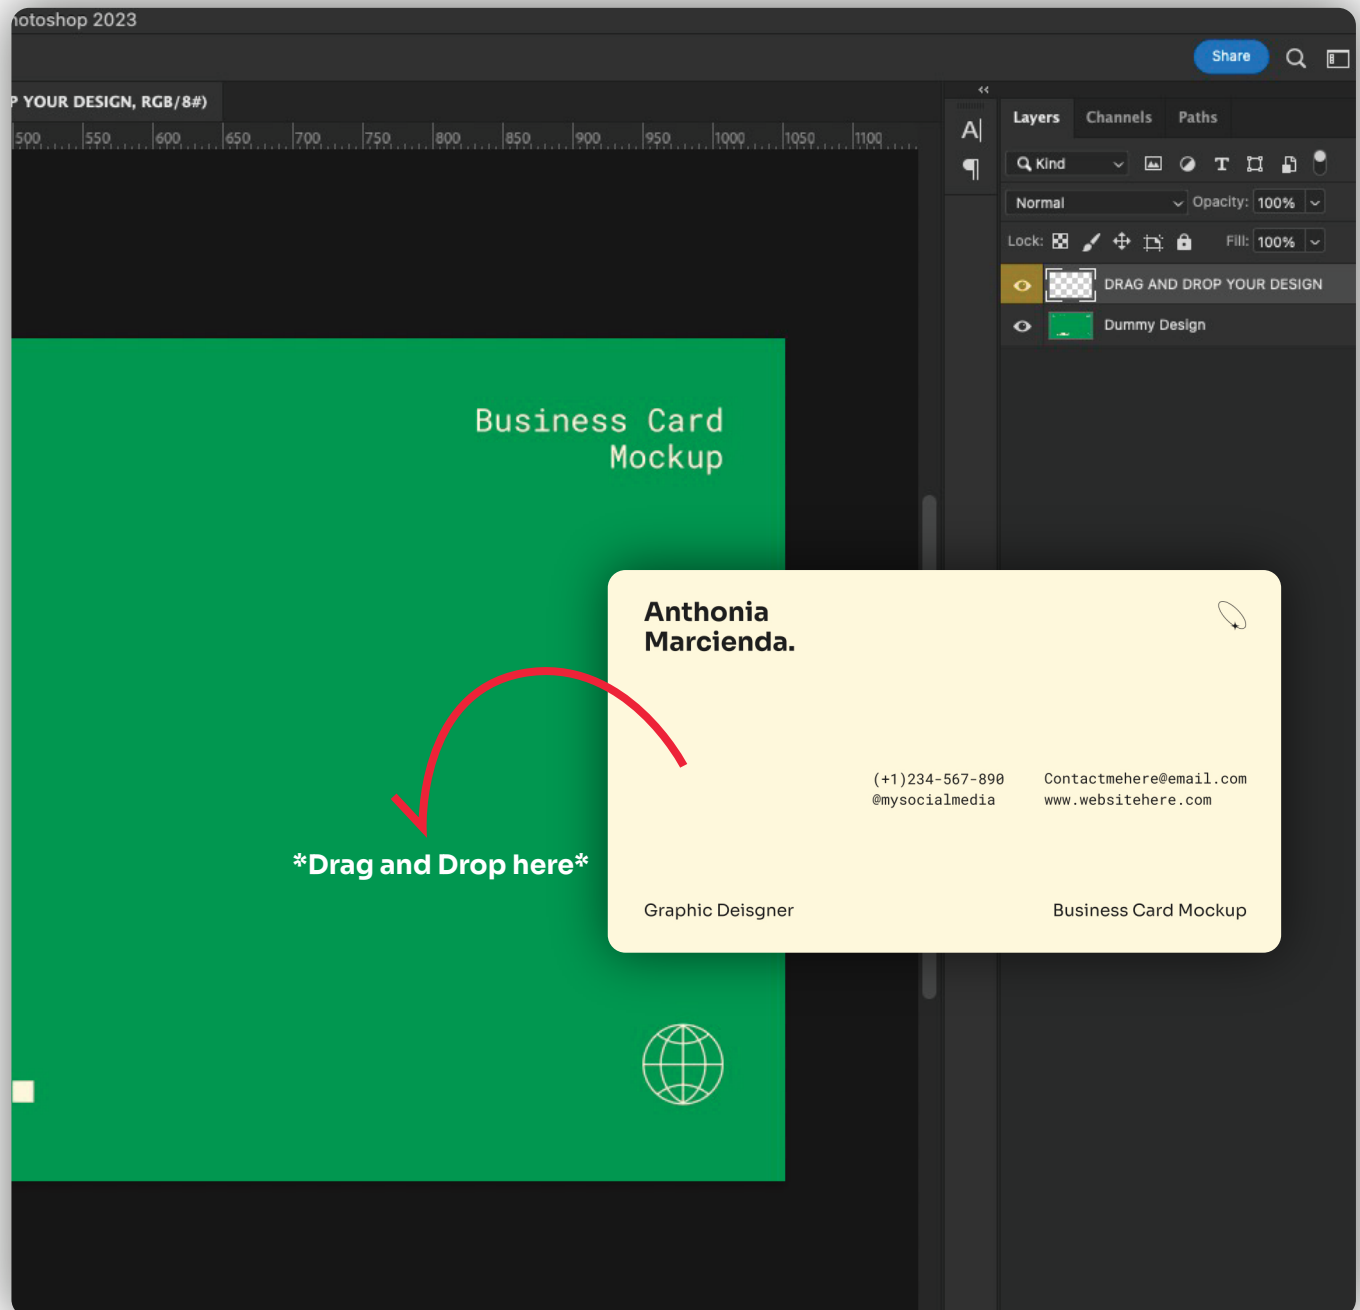 otoshop 2023
Share
P YOUR DESIGN, RGB/8#)
500 550 600 650 700 750 800 850 900 950 1000 1050 1100
A
Layers Channels Paths
Kind
Normal Opacity: 100%
Lock: Fill: 100%
DRAG AND DROP YOUR DESIGN
Dummy Design
Business Card
Mockup
Anthonia
Marcienda.
(+1)234-567-890 Contactmehere@email.com
@mysocialmedia www.websitehere.com
*Drag and Drop here*
Graphic Deisgner Business Card Mockup